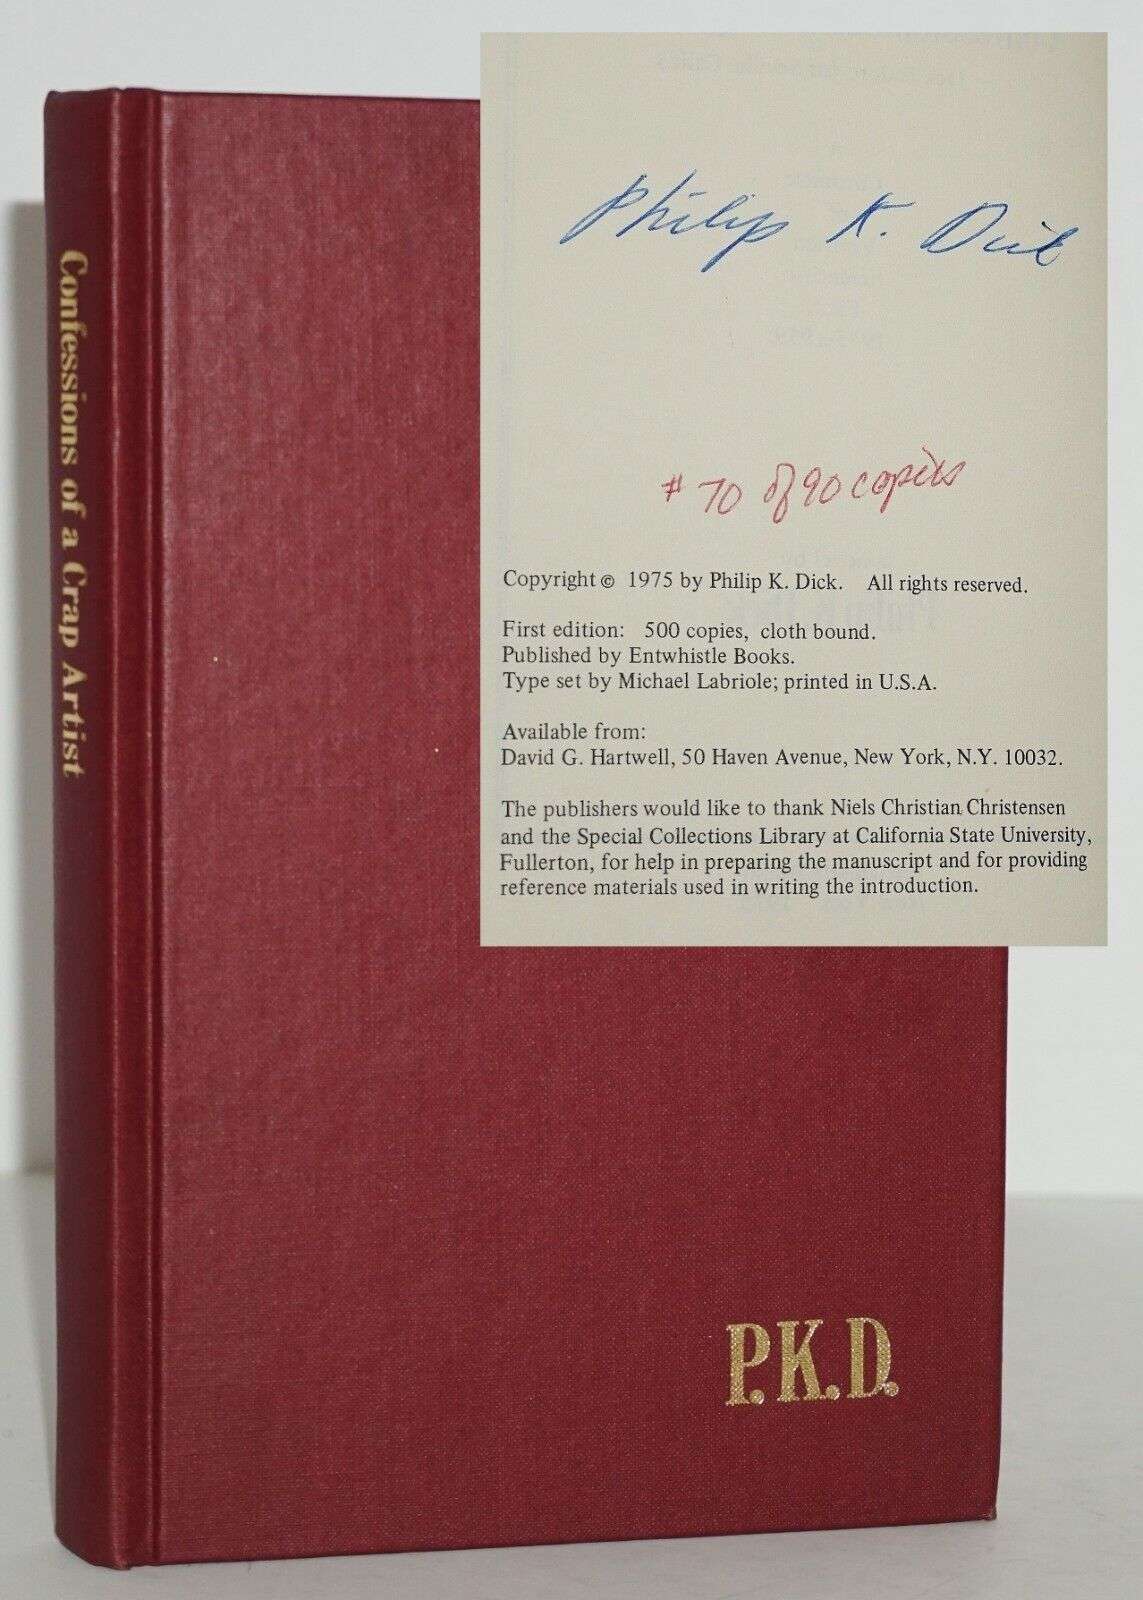 Confessions of a Crap Artist
P.K.D.
Philip K. Dick
# 70 of 90 copies
Copyright © 1975 by Philip K. Dick. All rights reserved.
First edition: 500 copies, cloth bound.
Published by Entwhistle Books.
Type set by Michael Labriole; printed in U.S.A.
Available from:
David G. Hartwell, 50 Haven Avenue, New York, N.Y. 10032.
The publishers would like to thank Niels Christian Christensen
and the Special Collections Library at California State University,
Fullerton, for help in preparing the manuscript and for providing
reference materials used in writing the introduction.